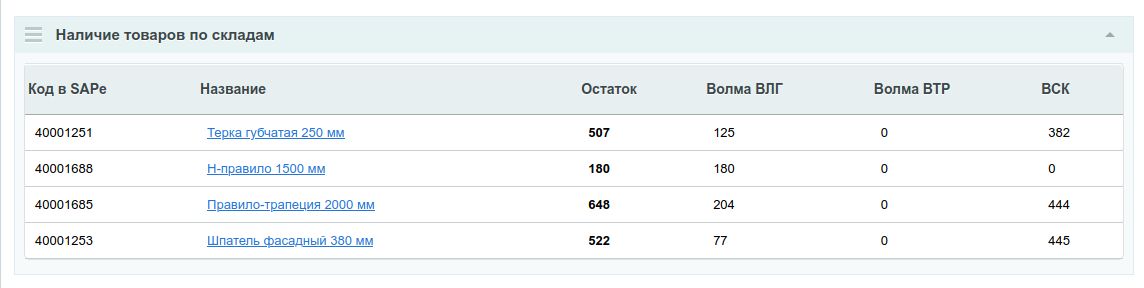 Наличие товаров по складам
Код в SAPе Название Остаток Волма ВЛГ Волма ВТР ВСК
40001251 Терка губчатая 250 мм 507 125 0 382
40001688 Н-правило 1500 мм 180 180 0 0
40001685 Правило-трапеция 2000 мм 648 204 0 444
40001253 Шпатель фасадный 380 мм 522 77 0 445